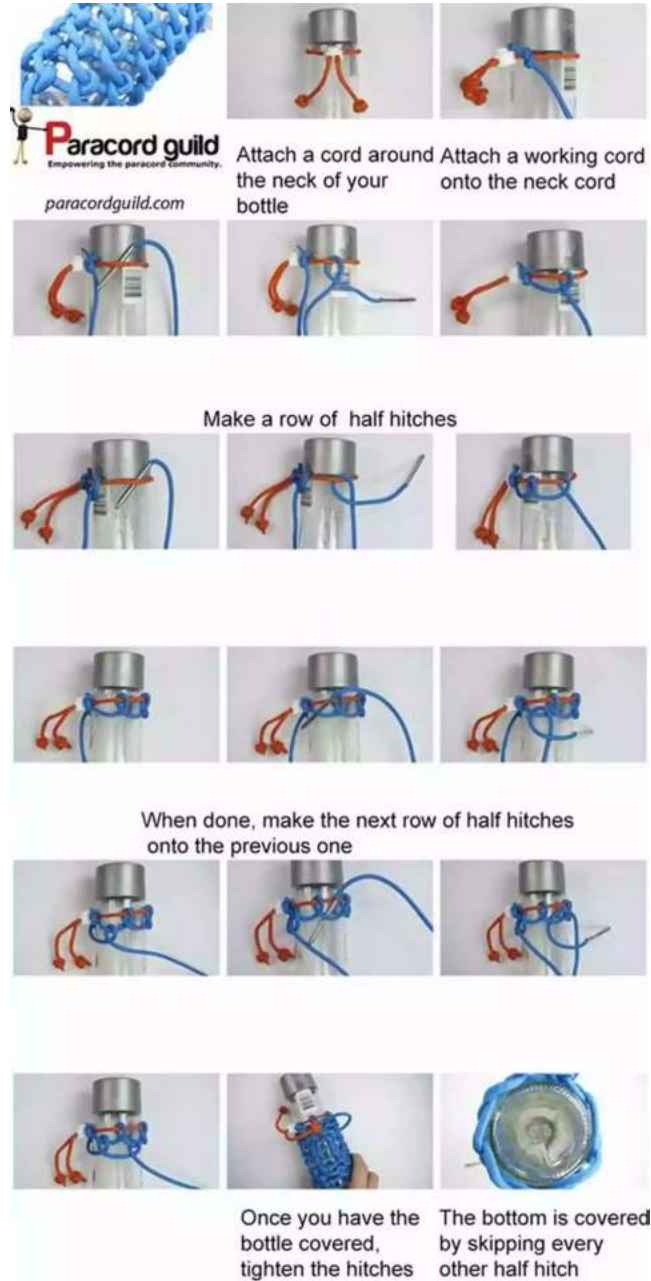 Paracord guild
Empowering the paracord community.
paracordguild.com
Attach a cord around
the neck of your
bottle
Attach a working cord
onto the neck cord
Make a row of half hitches
When done, make the next row of half hitches
onto the previous one
Once you have the
bottle covered,
tighten the hitches
The bottom is covered
by skipping every
other half hitch